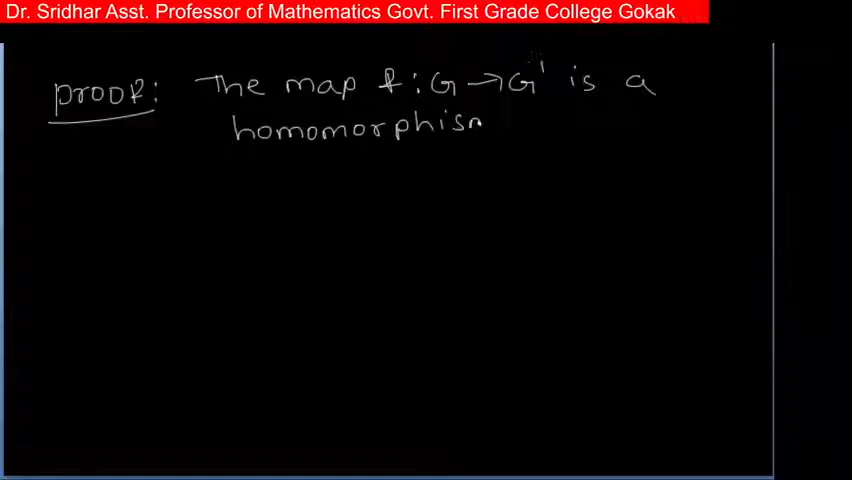 Dr. Sridhar Asst. Professor of Mathematics Govt. First Grade College Gokak
proof: The map f: G → G' is a
homomorphism